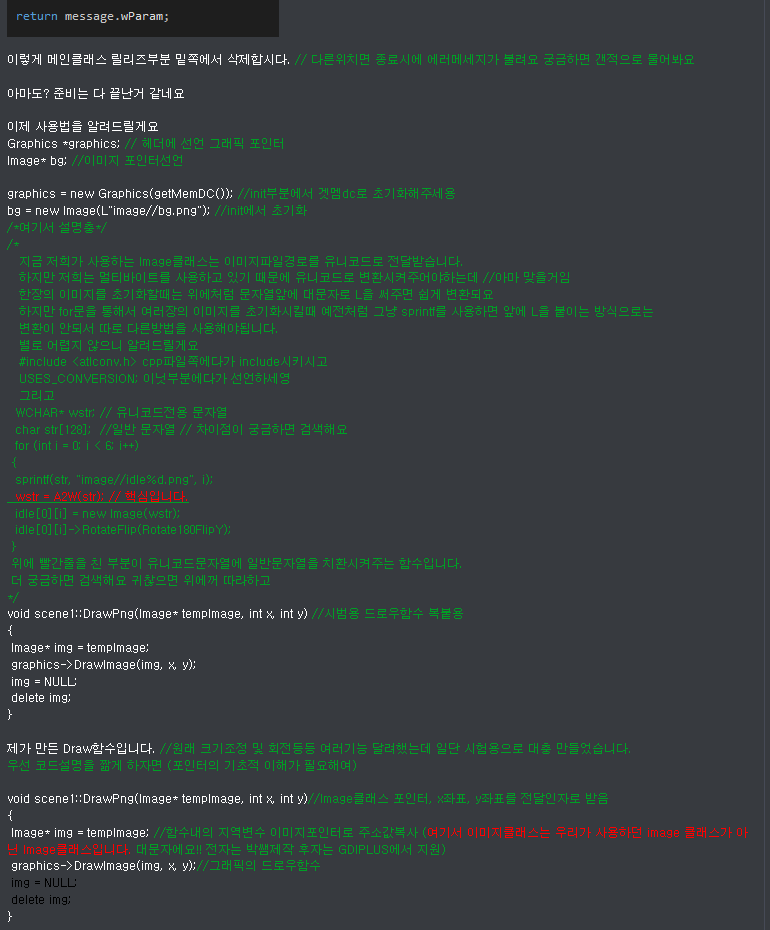 return message.wParam;
이렇게 메인클래스 릴리즈부분 밑쪽에서 삭제합시다. // 다른위치면 종료시에 에러메세지가 불려요 궁금하면 갠적으로 물어봐요
아마도? 준비는 다 끝난거 같네요
이제 사용법을 알려드릴게요
Graphics *graphics; // 헤더에 선언 그래픽 포인터
Image* bg; //이미지 포인터선언
graphics = new Graphics(getMemDC()); //init부분에서 겟멤dc로 초기화해주세용
bg = new Image(L"image//bg.png"); //init에서 초기화
/*여기서 설명충*/
/*
지금 저희가 사용하는 Image클래스는 이미지파일경로를 유니코드로 전달받습니다.
하지만 저희는 멀티바이트를 사용하고 있기 때문에 유니코드로 변환시켜주어야하는데 //아마 맞을거임
한장의 이미지를 초기화할때는 위에처럼 문자열앞에 대문자로 L을 써주면 쉽게 변환되요
하지만 for문을 통해서 여러장의 이미지를 초기화시킬때 예전처럼 그냥 sprintf를 사용하면 앞에 L을 붙이는 방식으로는
변환이 안되서 따로 다른방법을 사용해야됩니다.
별로 어렵지 않으니 알려드릴게요
#include <atlconv.h> cpp파일쪽에다가 include시키시고
USES_CONVERSION; 이닛부분에다가 선언하세영
그리고
WCHAR* wstr; // 유니코드전용 문자열
char str[128]; //일반 문자열 // 차이점이 궁금하면 검색해요
for (int i = 0; i < 6; i++)
{
sprintf(str, "image//idle%d.png", i);
wstr = A2W(str); // 핵심입니다.
idle[0][i] = new Image(wstr);
idle[0][i]->RotateFlip(Rotate180FlipY);
}
위에 빨간줄을 친 부분이 유니코드문자열에 일반문자열을 치환시켜주는 함수입니다.
더 궁금하면 검색해요 귀찮으면 위에꺼 따라하고
*/
void scene1::DrawPng(Image* tempImage, int x, int y) //시범용 드로우함수 복붙용
{
Image* img = tempImage;
graphics->DrawImage(img, x, y);
img = NULL;
delete img;
}
제가 만든 Draw함수입니다. //원래 크기조정 및 회전등등 여러기능 달려했는데 일단 시험용으로 대충 만들었습니다.
우선 코드설명을 짧게 하자면 (포인터의 기초적 이해가 필요해여)
void scene1::DrawPng(Image* tempImage, int x, int y)//Image클래스 포인터, x좌표, y좌표를 전달인자로 받음
{
Image* img = tempImage; //함수내의 지역변수 이미지포인터로 주소값복사 (여기서 이미지클래스는 우리가 사용하던 image 클래스가 아
닌 Image클래스입니다. 대문자에요!! 전자는 박쌤제작 후자는 GDIPLUS에서 지원)
graphics->DrawImage(img, x, y);//그래픽의 드로우함수
img = NULL;
delete img;
}